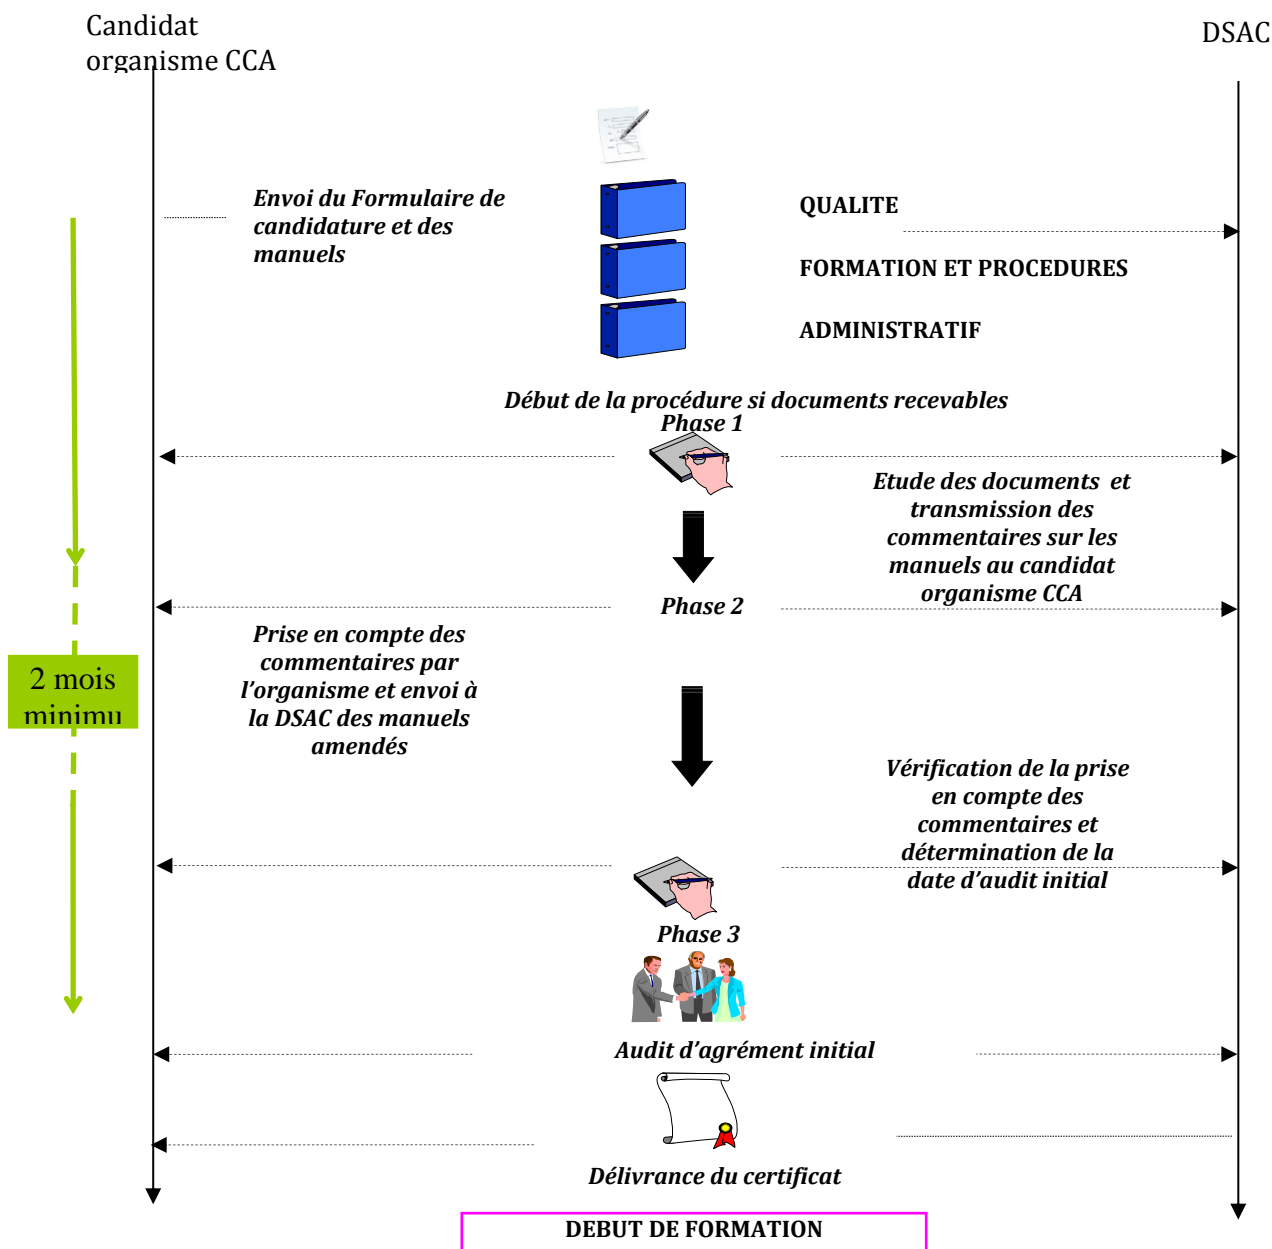 Candidat
organisme CCA
DSAC
Envoi du Formulaire de
candidature et des
manuels
QUALITE
FORMATION ET PROCEDURES
ADMINISTRATIF
Début de la procédure si documents recevables
Phase 1
Etude des documents et
transmission des
commentaires sur les
manuels au candidat
organisme CCA
Phase 2
Prise en compte des
commentaires par
l'organisme et envoi à
la DSAC des manuels
amendés
2 mois
minimu
Vérification de la prise
en compte des
commentaires et
détermination de la
date d'audit initial
Phase 3
Audit d'agrément initial
Délivrance du certificat
DEBUT DE FORMATION